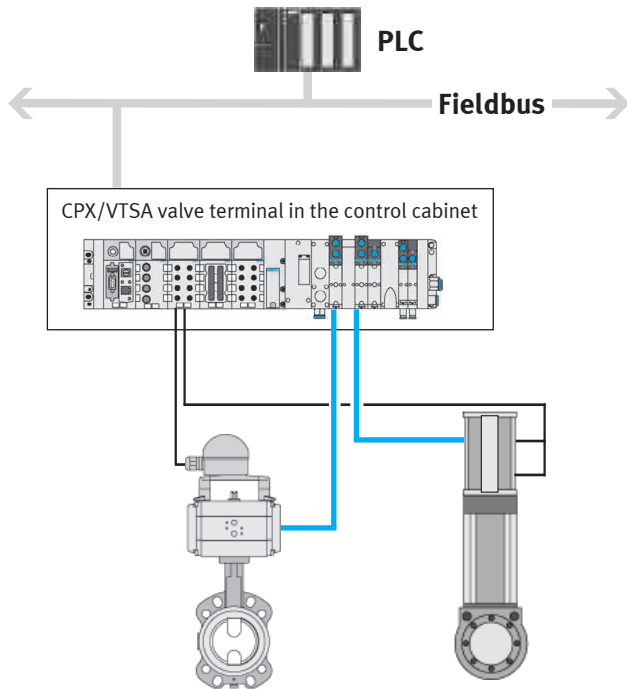 PLC
Fieldbus
CPX/VTSA valve terminal in the control cabinet